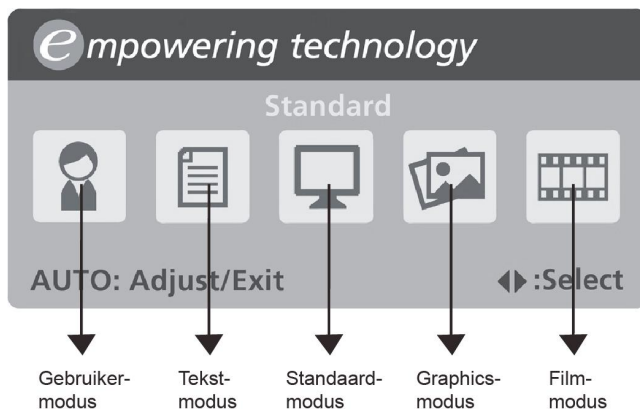 empowering technology
Standard
AUTO: Adjust/Exit
◀▶ :Select
Gebruiker-
modus
Tekst-
modus
Standaard-
modus
Graphics-
modus
Film-
modus